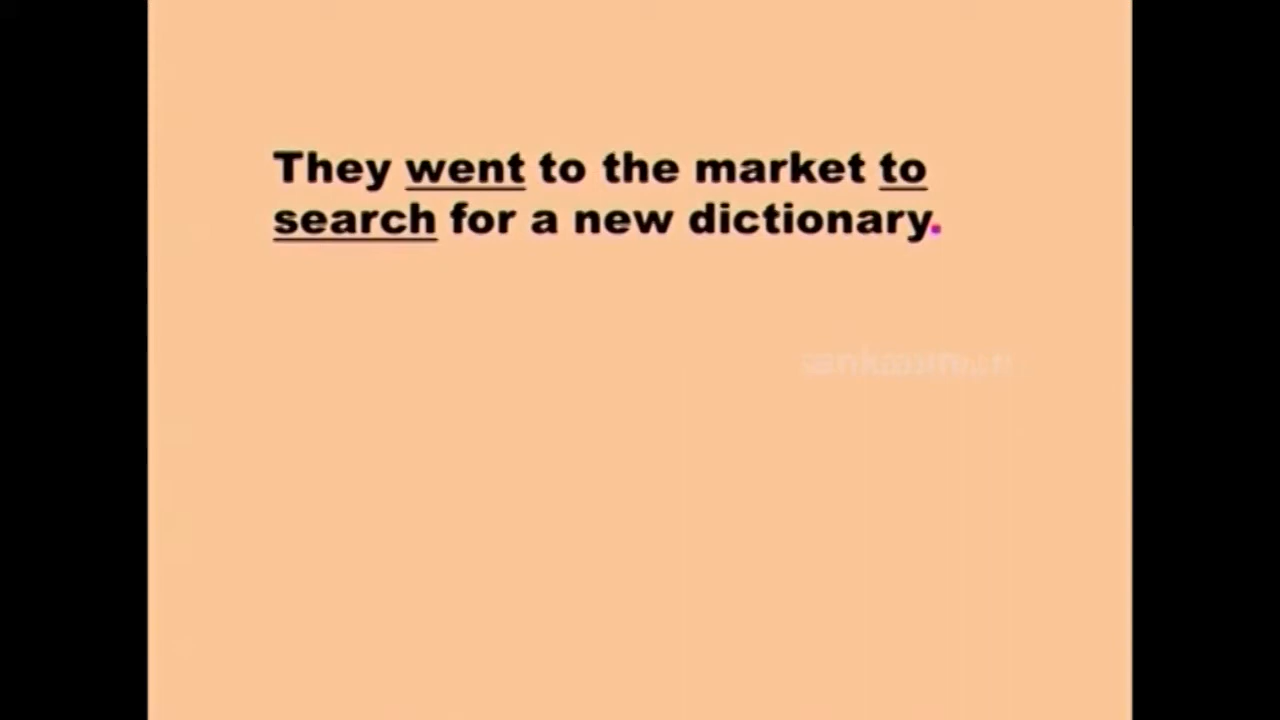 They went to the market to
search for a new dictionary.